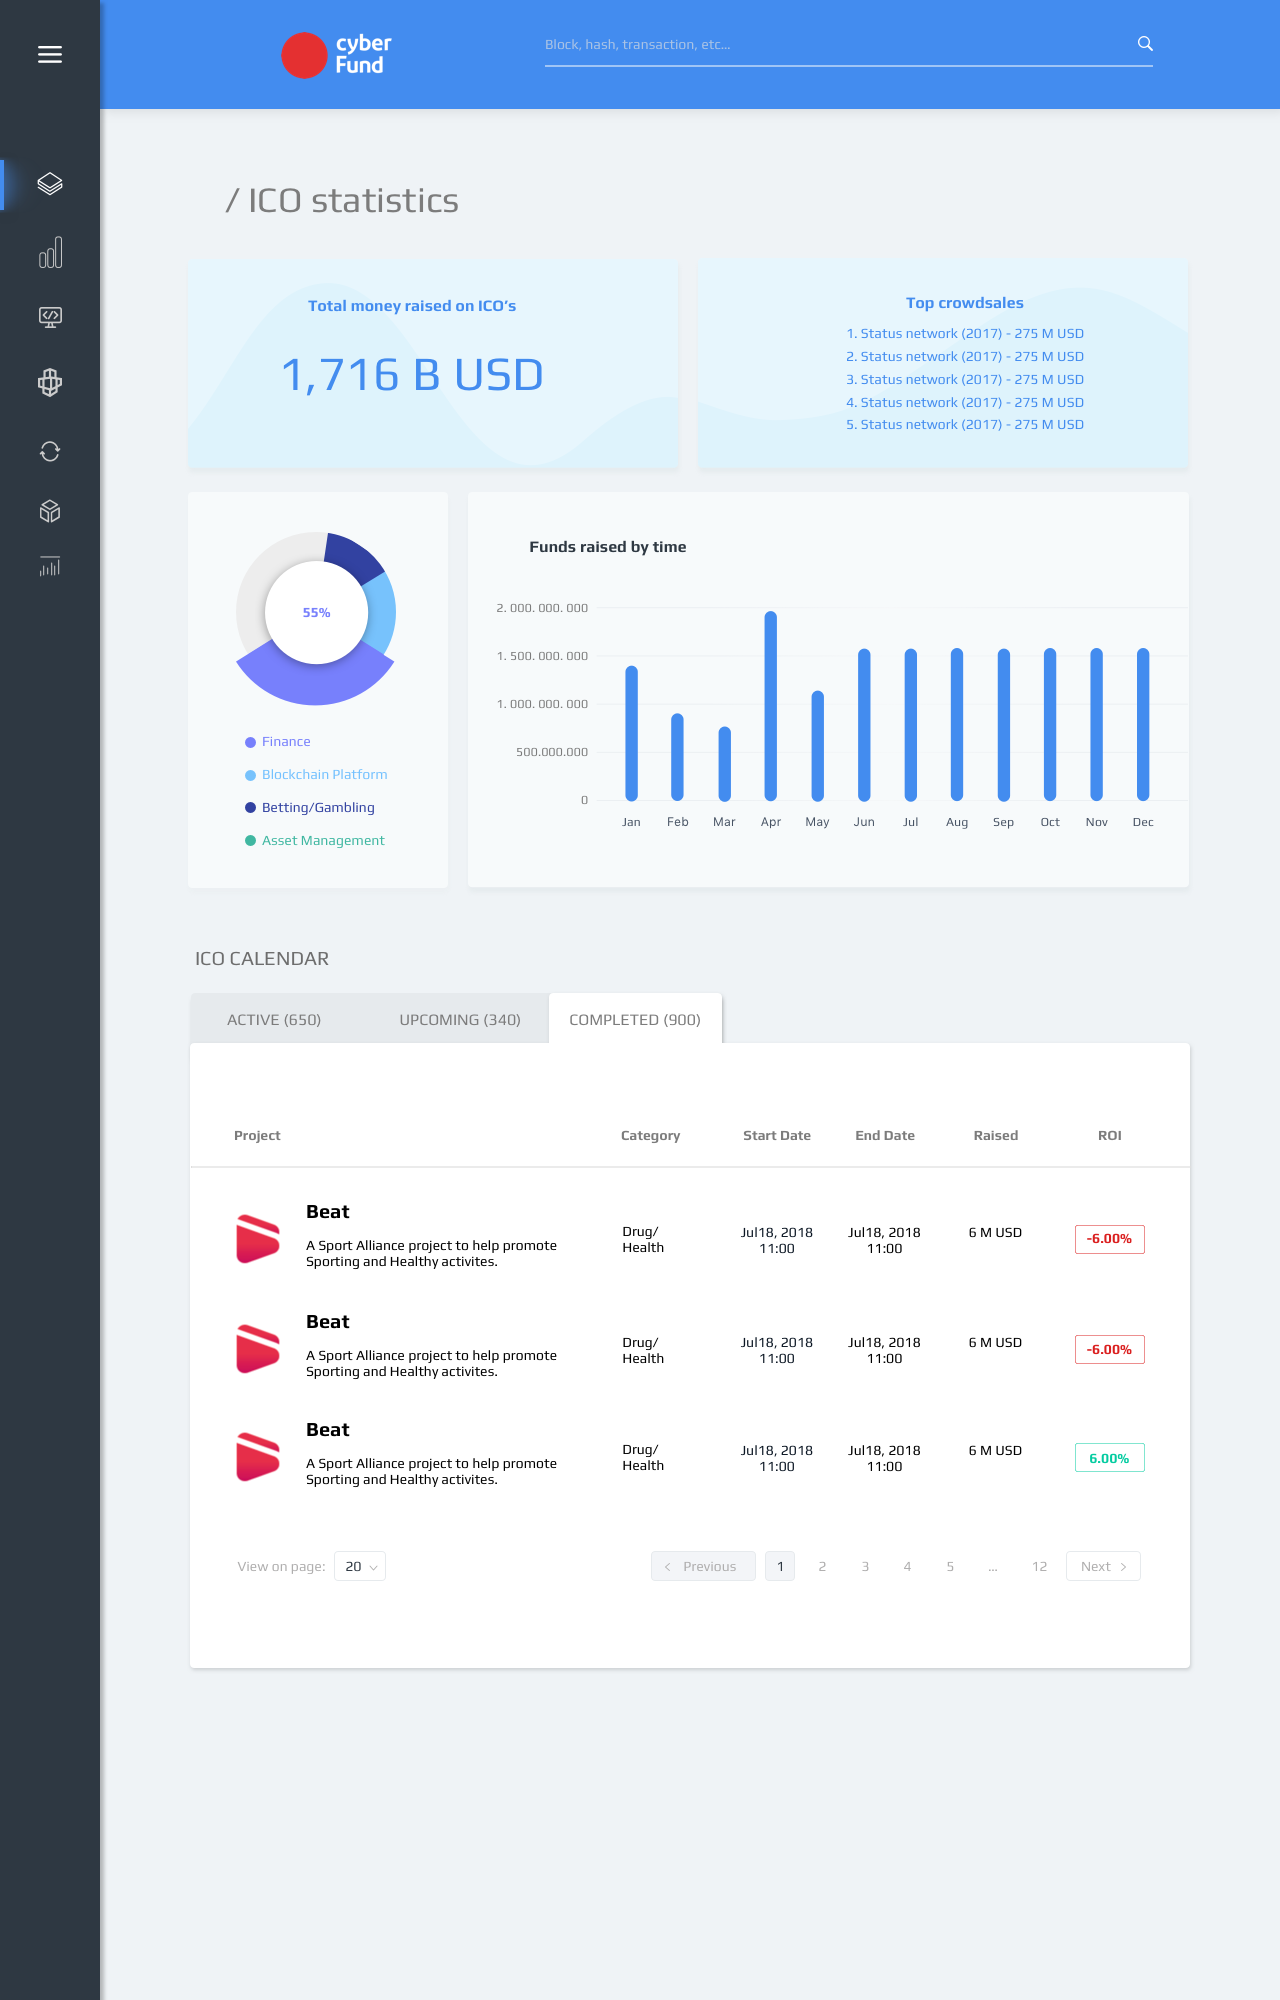 cyber
Fund
Block, hash, transaction, etc...
/ ICO statistics
Total money raised on ICO's
1,716 B USD
Top crowdsales
1. Status network (2017) - 275 M USD
2. Status network (2017) - 275 M USD
3. Status network (2017) - 275 M USD
4. Status network (2017) - 275 M USD
5. Status network (2017) - 275 M USD
55%
Finance
Blockchain Platform
Betting/Gambling
Asset Management
Funds raised by time
2. 000. 000. 000
1. 500. 000. 000
1. 000. 000. 000
500.000.000
0
Jan Feb Mar Apr May Jun Jul Aug Sep Oct Nov Dec
ICO CALENDAR
ACTIVE (650) UPCOMING (340) COMPLETED (900)
Project Category Start Date End Date Raised ROI
Beat
A Sport Alliance project to help promote
Sporting and Healthy activites.
Drug/
Health
Jul18, 2018
11:00
Jul18, 2018
11:00
6 M USD
-6.00%
Beat
A Sport Alliance project to help promote
Sporting and Healthy activites.
Drug/
Health
Jul18, 2018
11:00
Jul18, 2018
11:00
6 M USD
-6.00%
Beat
A Sport Alliance project to help promote
Sporting and Healthy activites.
Drug/
Health
Jul18, 2018
11:00
Jul18, 2018
11:00
6 M USD
6.00%
View on page: 20
< Previous 1 2 3 4 5 ... 12 Next >